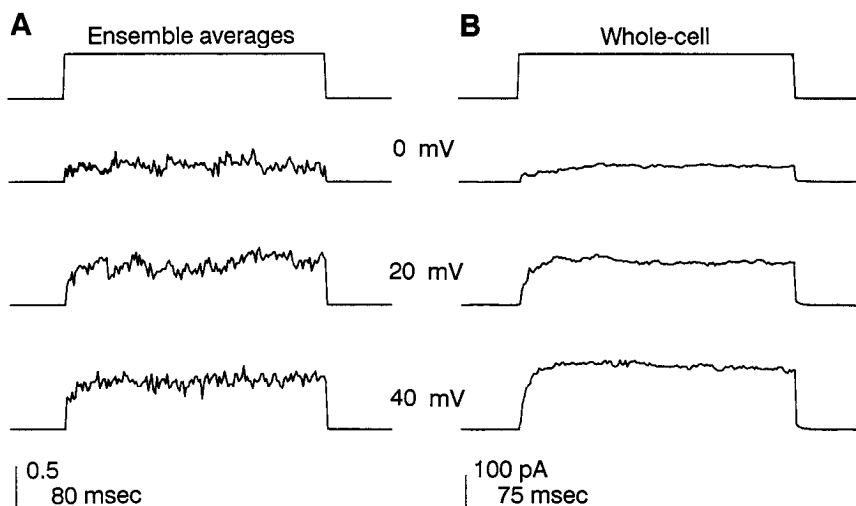 A
Ensemble averages
B
Whole-cell
0 mV
20 mV
40 mV
0.5
80 msec
100 pA
75 msec